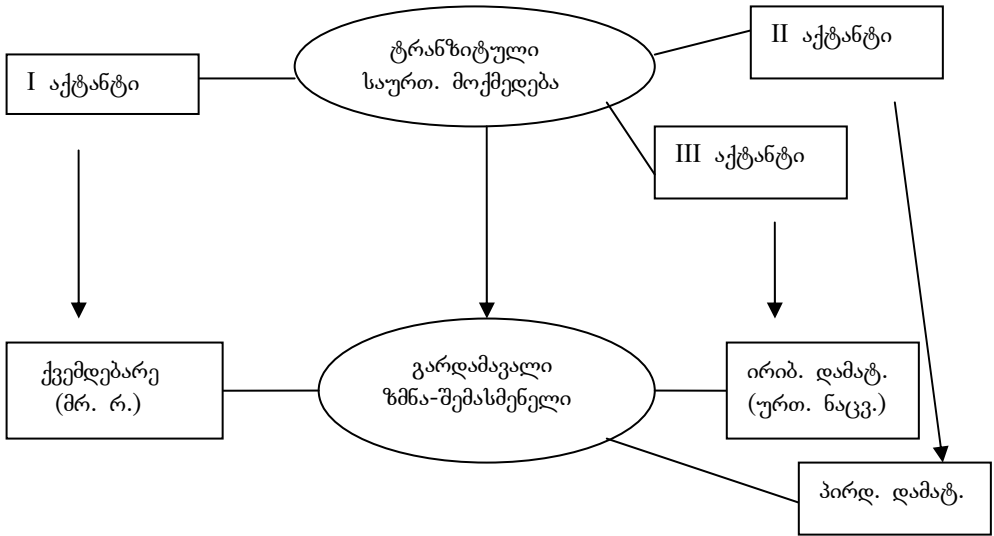 I აქტანტი
ტრანზიტული
საურთ. მოქმედება
II აქტანტი
III აქტანტი
ქვემდებარე
(მრ. რ.)
გარდამავალი
ზმნა-შემასმენელი
ირიბ. დამატ.
(ურთ. ნაცვ.)
პირდ. დამატ.